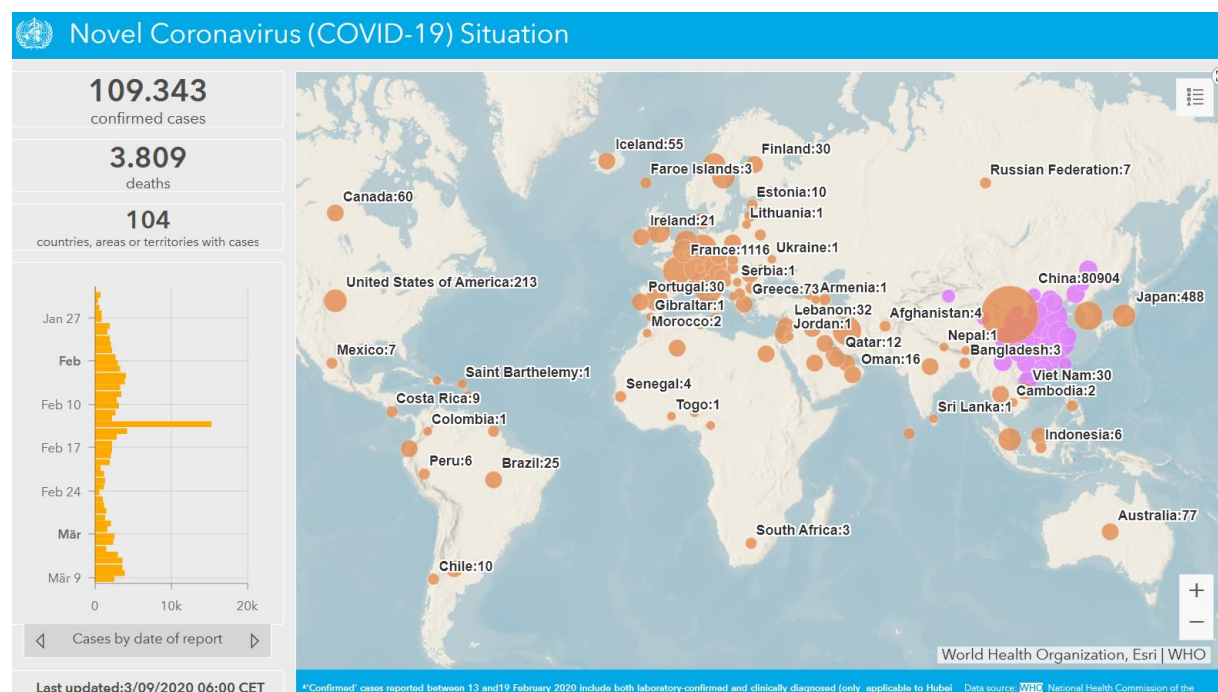 Novel Coronavirus (COVID-19) Situation
109.343
confirmed cases
3.809
deaths
104
countries, areas or territories with cases
Jan 27
Feb
Feb 10
Feb 17
Feb 24
Mär
Mär 9
0 10k 20k
Cases by date of report
Last updated:3/09/2020 06:00 CET
Iceland:55
Finland:30
Faroe Islands:3
Russian Federation:7
Canada:60
Estonia:10
Ireland:21
Lithuania:1
France:1116
Ukraine:1
Serbia:1
China:80904
United States of America:213
Portugal:30
Greece:73
Armenia:1
Japan:488
Gibraltar:1
Lebanon:32
Afghanistan:4
Morocco:2
Jordan:1
Nepal:1
Mexico:7
Qatar:12
Bangladesh:3
Oman:16
Saint Barthelemy:1
Senegal:4
Viet Nam:30
Cambodia:2
Costa Rica:9
Togo:1
Sri Lanka:1
Colombia:1
Indonesia:6
Peru:6
Brazil:25
Australia:77
South Africa:3
Chile:10
+
−
World Health Organization, Esri | WHO
*'Confirmed' cases reported between 13 and19 February 2020 include both laboratory-confirmed and clinically diagnosed (only applicable to Hubei
Data source: WHO, National Health Commission of the